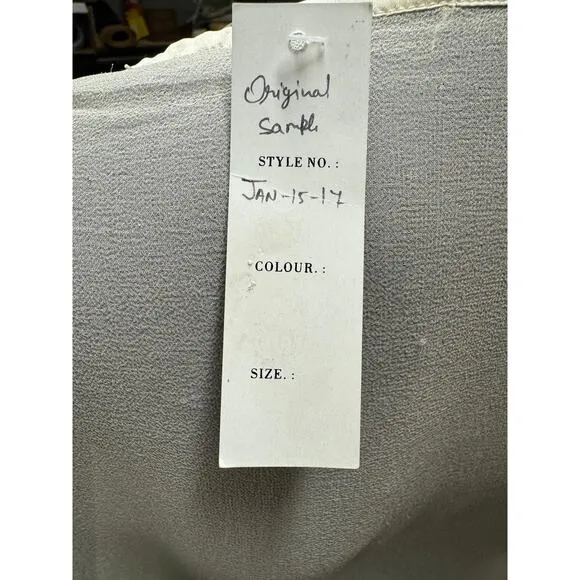 Original
Sample
STYLE NO. :
JAN-15-17
COLOUR. :
SIZE. :